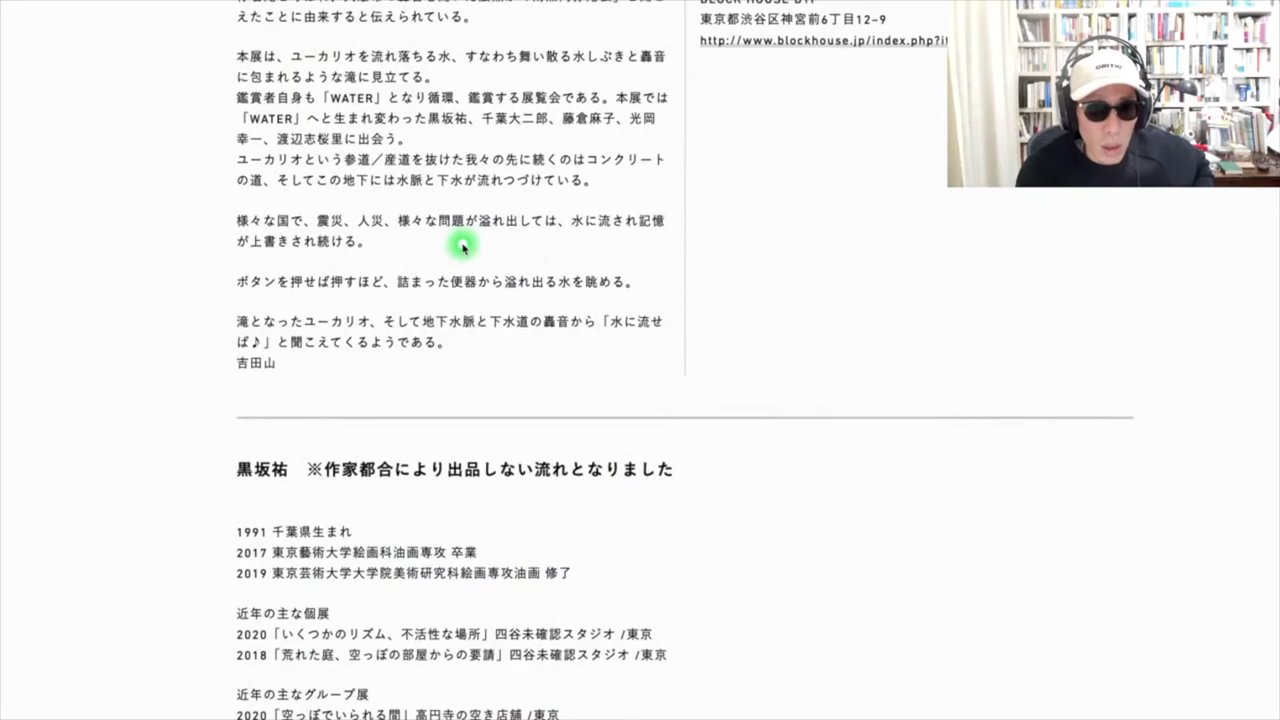 えたことに由来すると伝えられている。
本展は、ユーカリオを流れ落ちる水、すなわち舞い散る水しぶきと轟音
に包まれるような滝に見立てる。
鑑賞者自身も「WATER」となり循環、鑑賞する展覧会である。本展では
「WATER」へと生まれ変わった黒坂祐、千葉大二郎、藤倉麻子、光岡
幸一、渡辺志桜里に出会う。
ユーカリオという参道／産道を抜けた我々の先に続くのはコンクリート
の道、そしてこの地下には水脈と下水が流れつづけている。
様々な国で、震災、人災、様々な問題が溢れ出しては、水に流され記憶
が上書きされ続ける。
ボタンを押せば押すほど、詰まった便器から溢れ出る水を眺める。
滝となったユーカリオ、そして地下水脈と下水道の轟音から「水に流せ
ば♪」と聞こえてくるようである。
吉田山
東京都渋谷区神宮前6丁目12−9
http://www.blockhouse.jp/index.php?it
CRITIC
黒坂祐　※作家都合により出品しない流れとなりました
1991 千葉県生まれ
2017 東京藝術大学絵画科油画専攻 卒業
2019 東京芸術大学大学院美術研究科絵画専攻油画 修了
近年の主な個展
2020「いくつかのリズム、不活性な場所」四谷未確認スタジオ /東京
2018「荒れた庭、空っぽの部屋からの要請」四谷未確認スタジオ /東京
近年の主なグループ展
2020「空っぽでいられる間」高円寺の空き店舗 /東京